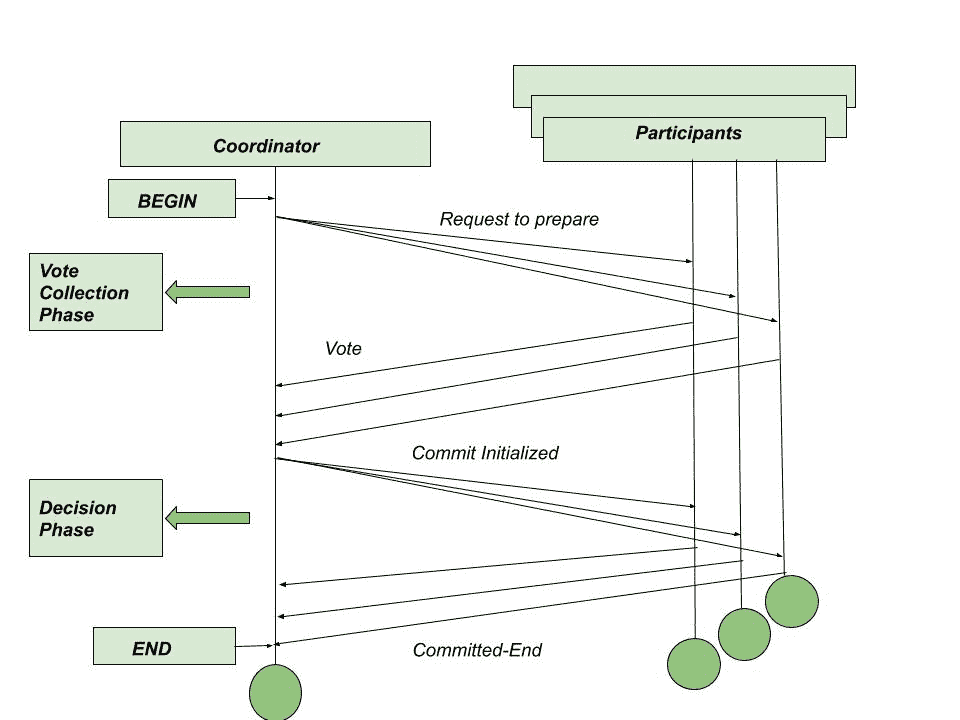 Participants
Coordinator
BEGIN
Request to prepare
Vote
Collection
Phase
Vote
Commit Initialized
Decision
Phase
END
Committed-End